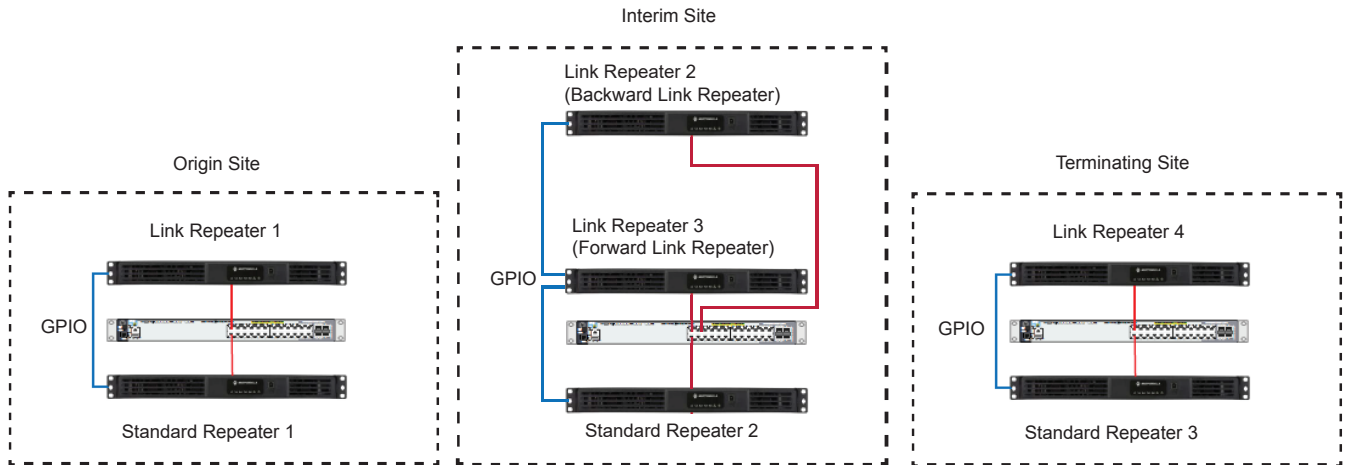 Interim Site
Link Repeater 2
(Backward Link Repeater)
Origin Site
Terminating Site
Link Repeater 1
Link Repeater 3
(Forward Link Repeater)
Link Repeater 4
GPIO
GPIO
GPIO
Standard Repeater 1
Standard Repeater 2
Standard Repeater 3